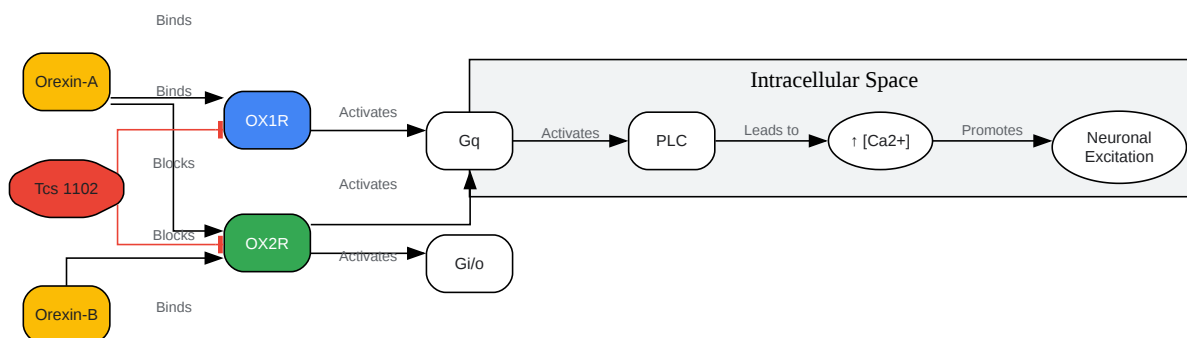 Binds
Intracellular Space
Orexin-A
Binds
OX1R
Activates
Gq
Activates
PLC
Leads to
↑ [Ca2+]
Promotes
Neuronal
Excitation
Blocks
Tcs 1102
Activates
Blocks
OX2R
Activates
Gi/o
Binds
Orexin-B